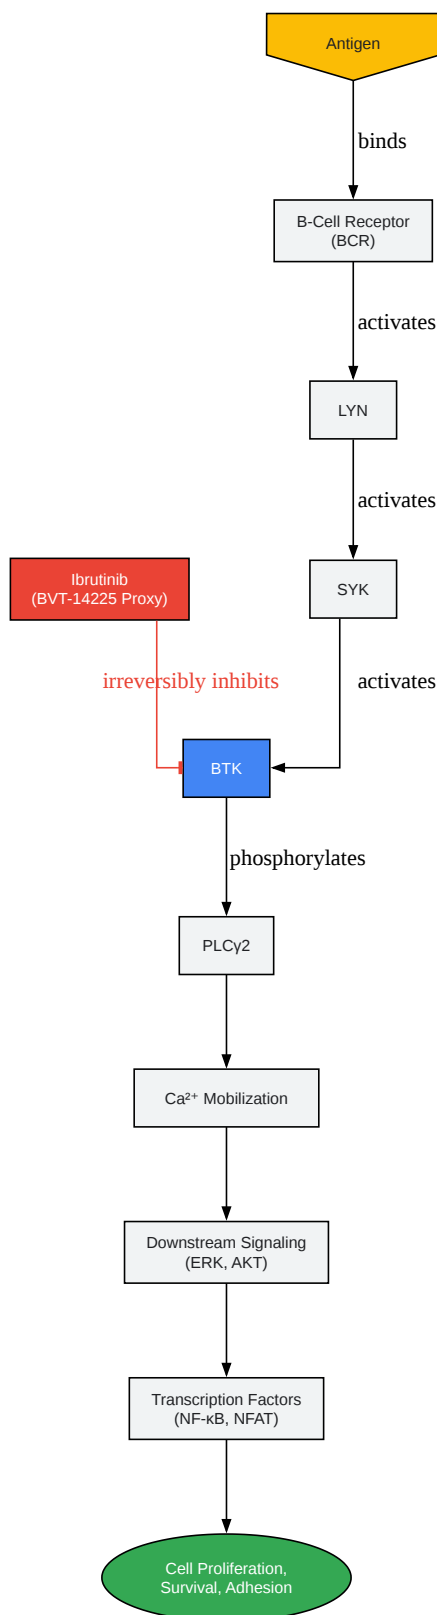 Antigen
binds
B-Cell Receptor
(BCR)
activates
LYN
activates
SYK
Ibrutinib
(BVT-14225 Proxy)
irreversibly inhibits
activates
BTK
phosphorylates
PLCγ2
Ca²⁺ Mobilization
Downstream Signaling
(ERK, AKT)
Transcription Factors
(NF-κB, NFAT)
Cell Proliferation,
Survival, Adhesion